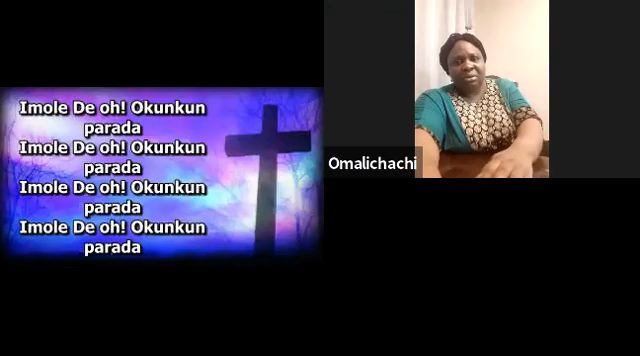 Imole De oh! Okunkun
parada
Imole De oh! Okunkun
parada
Imole De oh! Okunkun
parada
Imole De oh! Okunkun
parada
Omalichachi